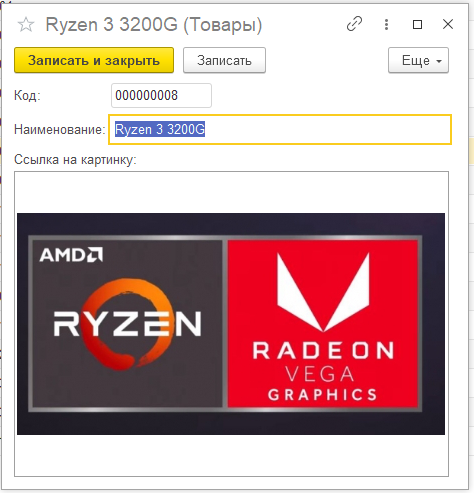 Ryzen 3 3200G (Товары)
Записать и закрыть
Записать
Еще
Код:
000000008
Наименование:
Ryzen 3 3200G
Ссылка на картинку:
AMD
RYZEN
RADEON
VEGA
GRAPHICS